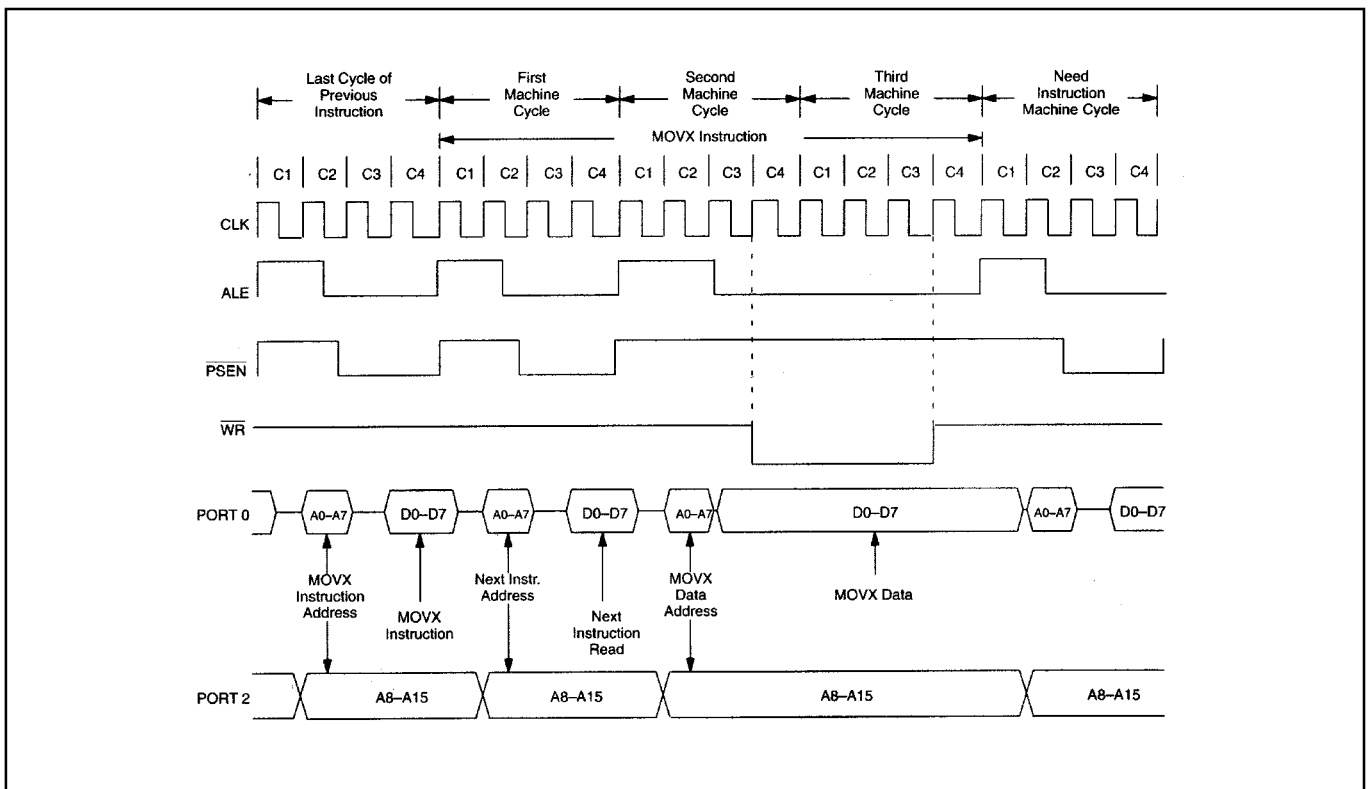 Last Cycle of
Previous
Instruction
First
Machine
Cycle
Second
Machine
Cycle
Third
Machine
Cycle
Need
Instruction
Machine Cycle
MOVX Instruction
C1 C2 C3 C4 C1 C2 C3 C4 C1 C2 C3 C4 C1 C2 C3 C4 C1 C2 C3 C4
CLK
ALE
PSEN
WR
PORT 0
A0–A7 D0–D7 A0–A7 D0–D7 A0–A7 D0–D7 A0–A7 D0–D7
MOVX
Instruction
Address
MOVX
Instruction
Next Instr.
Address
Next
Instruction
Read
MOVX
Data
Address
MOVX Data
PORT 2
A8–A15 A8–A15 A8–A15 A8–A15